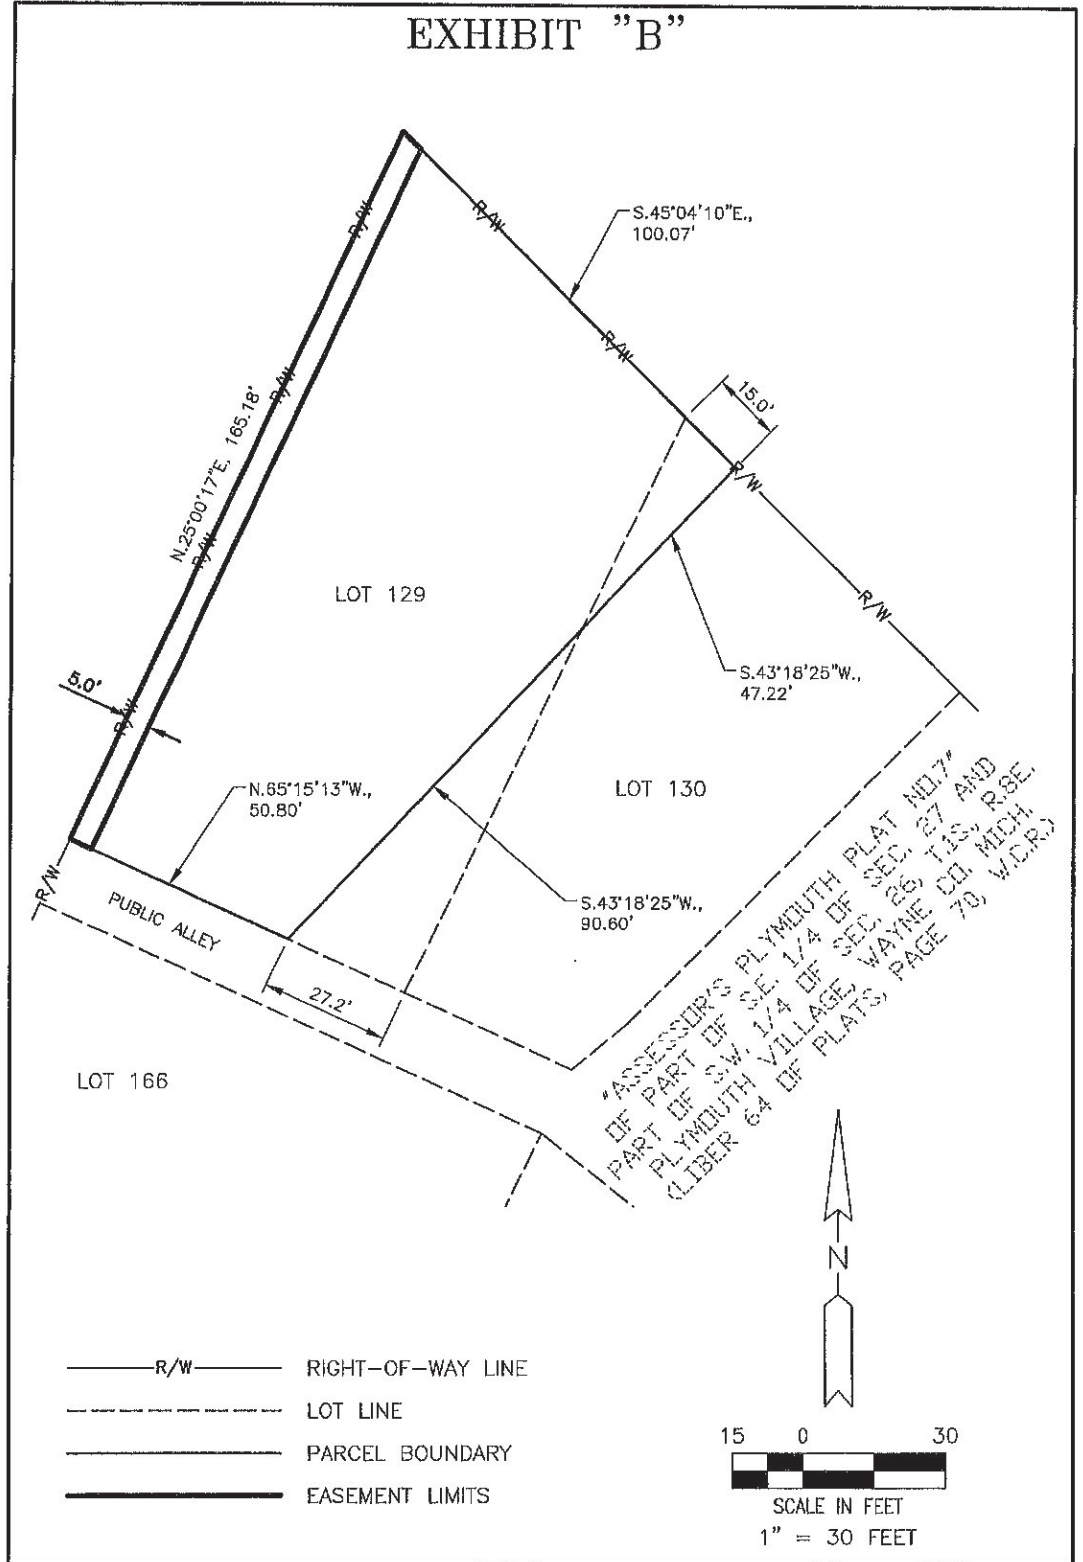 EXHIBIT "B"
R/W
R/W
S.45°04'10"E.,
100.07'
R/W
R/W
15.0'
N.25°00'17"E, 165.18'
R/W
R/W
LOT 129
R/W
S.43°18'25"W.,
47.22'
5.0'
R/W
N.65°15'13"W.,
50.80'
LOT 130
R/W
PUBLIC ALLEY
S.43°18'25"W.,
90.60'
27.2'
LOT 166
"ASSESSOR'S PLYMOUTH PLAT NO.7"
OF PART OF S.E. 1/4 OF SEC. 27 AND
PART OF S.W. 1/4 OF SEC. 26, T.1S., R.8E.
PLYMOUTH VILLAGE, WAYNE CO. MICH.
(LIBER 64 OF PLATS, PAGE 70, W.C.R.)
N
R/W RIGHT-OF-WAY LINE
LOT LINE
PARCEL BOUNDARY
EASEMENT LIMITS
15 0 30
SCALE IN FEET
1" = 30 FEET